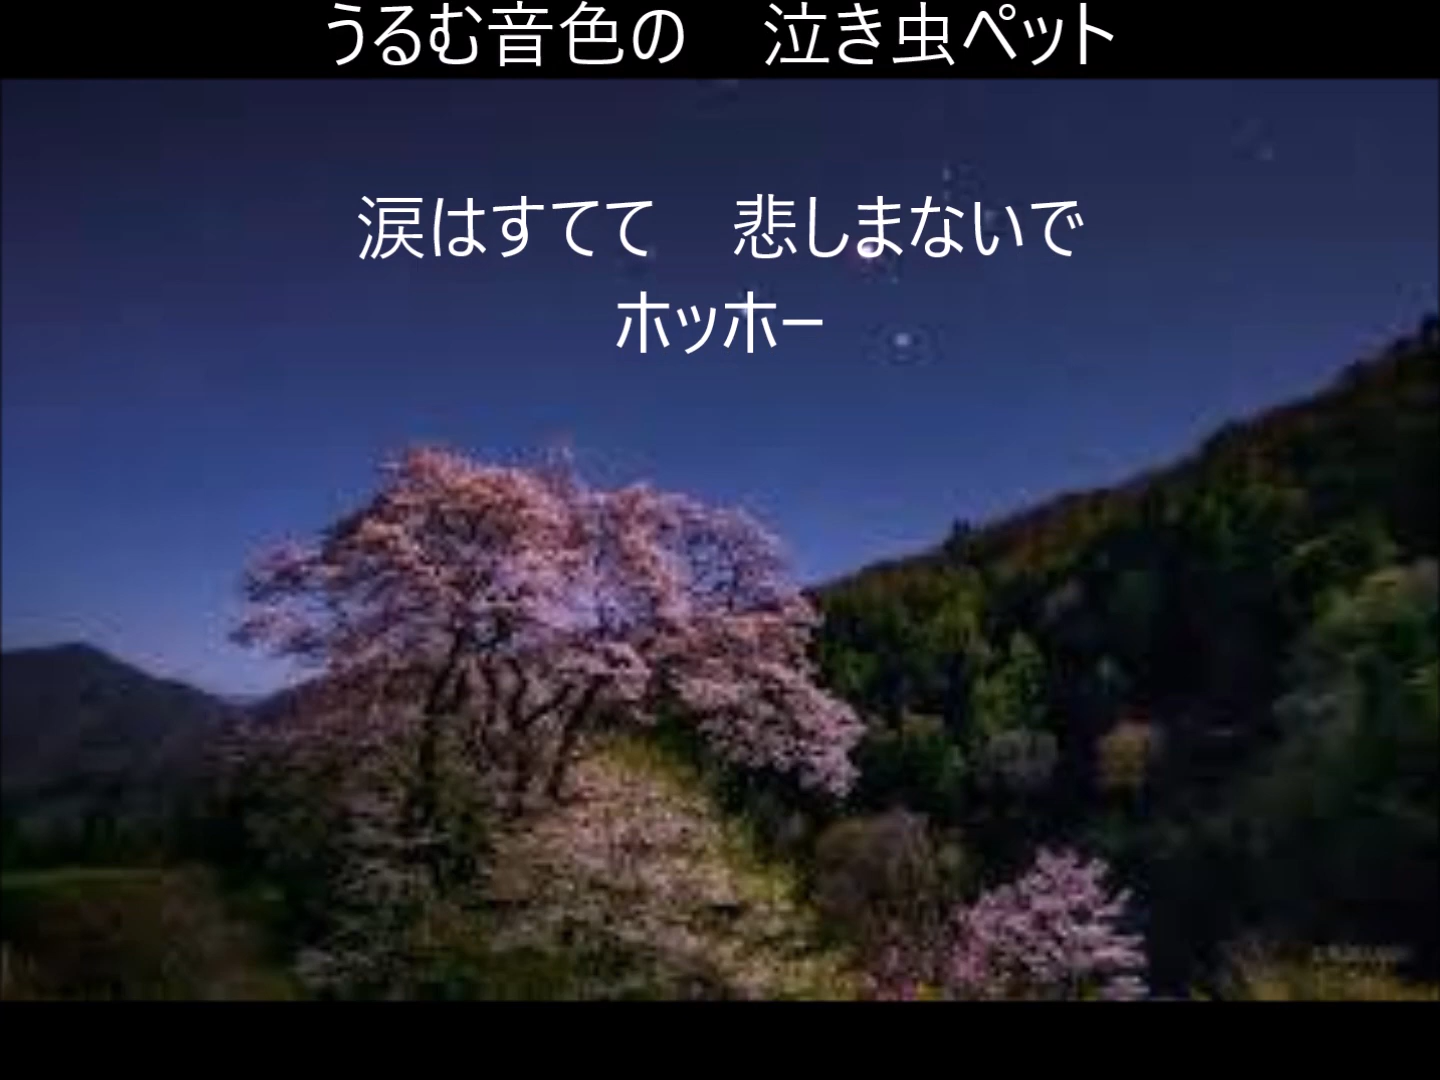 うるむ音色の　泣き虫ペット
涙はすてて　悲しまないで
ホッホー